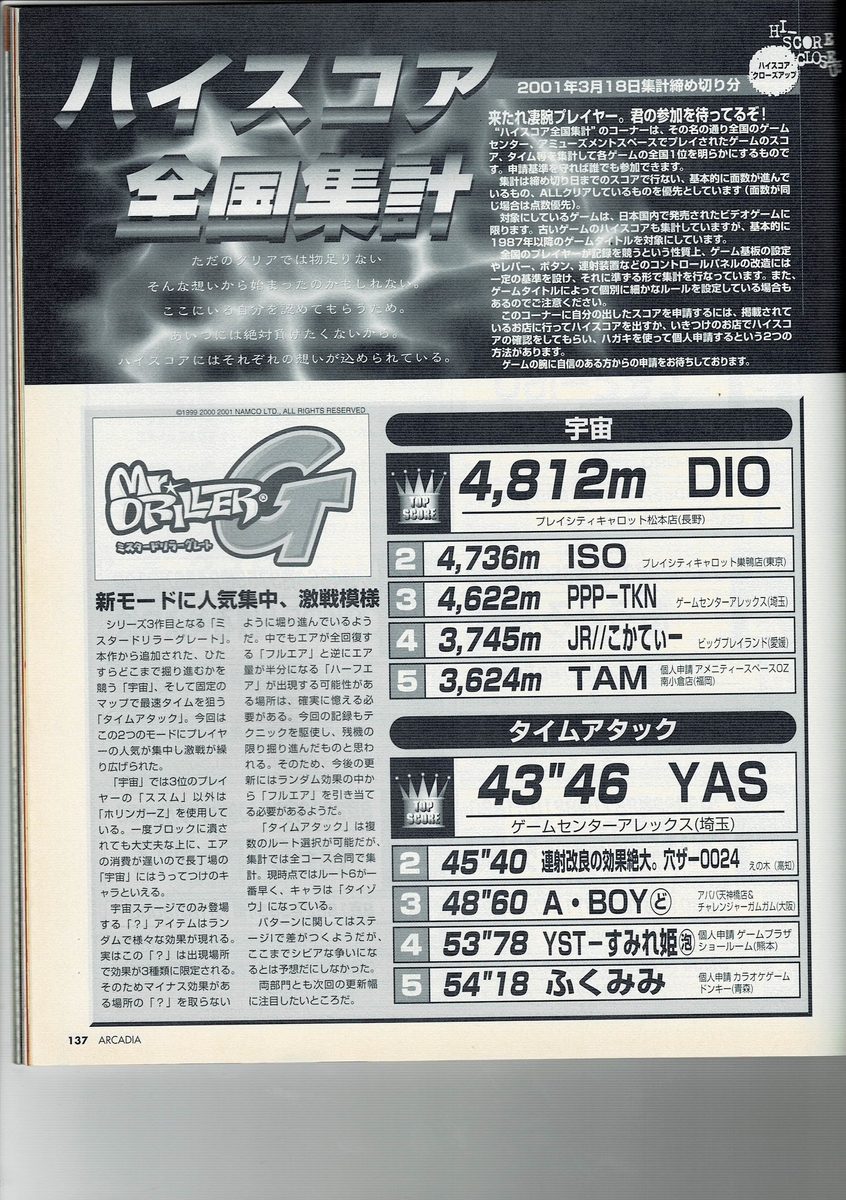 HI-SCORE CLOSE UP
ハイスコア・
クローズアップ
ハイスコア
全国集計
ただのクリアでは物足りない
そんな想いから始まったのかもしれない。
ここにいる自分を認めてもらうため。
あいつには絶対負けたくないから。
ハイスコアにはそれぞれの想いが込められている。
2001年3月18日集計締め切り分
来たれ凄腕プレイヤー。君の参加を待ってるぞ！
“ハイスコア全国集計”のコーナーは、その名の通り全国のゲーム
センター、アミューズメントスペースでプレイされたゲームのスコ
ア、タイム等を集計して各ゲームの全国1位を明らかにするもので
す。申請基準を守れば誰でも参加できます。
集計は締め切り日までのスコアで行ない、基本的に面数が進んで
いるもの、ALLクリアしているものを優先としています（面数が同
じ場合は点数優先）。
対象にしているゲームは、日本国内で発売されたビデオゲームに
限ります。古いゲームのハイスコアも集計していますが、基本的に
1987年以降のゲームタイトルを対象にしています。
全国のプレイヤーが記録を競うという性質上、ゲーム基板の設定
やレバー、ボタン、連射装置などのコントロールパネルの改造には
一定の基準を設け、それに準ずる形で集計を行なっています。また、
ゲームタイトルによって個別に細かなルールを設定している場合も
あるのでご注意ください。
このコーナーに自分の出したスコアを申請するには、掲載されて
いるお店に行ってハイスコアを出すか、いきつけのお店でハイスコ
アの確認をしてもらい、ハガキを使って個人申請するという2つの
方法があります。
ゲームの腕に自信のある方からの申請をお待ちしております。
©1999 2000 2001 NAMCO LTD., ALL RIGHTS RESERVED
Mr. DRILLER® G
ミスタードリラーグレート
新モードに人気集中、激戦模様
シリーズ3作目となる「ミ
スタードリラーグレート」。
本作から追加された、ひた
すらどこまで掘り進むかを
競う「宇宙」、そして固定の
マップで最速タイムを狙う
「タイムアタック」。今回は
この2つのモードにプレイヤ
ーの人気が集中し激戦が繰
り広げられた。
「宇宙」では3位のプレイ
ヤーの「ススム」以外は
「ホリンガーZ」を使用して
いる。一度ブロックに潰さ
れても大丈夫な上に、エア
の消費が遅いので長丁場の
「宇宙」にはうってつけのキ
ャラといえる。
宇宙ステージでのみ登場
する「？」アイテムはラン
ダムで様々な効果が現れる。
実はこの「？」は出現場所
で効果が3種類に限定される。
そのためマイナス効果があ
る場所の「？」を取らない
ように掘り進んでいるよう
だ。中でもエアが全回復す
る「フルエア」と逆にエア
量が半分になる「ハーフエ
ア」が出現する可能性があ
る場所は、確実に憶える必
要がある。今回の記録もテ
クニックを駆使し、残機の
限り掘り進んだものと思わ
れる。そのため、今後の更
新にはランダム効果の中か
ら「フルエア」を引き当て
る必要があるようだ。
「タイムアタック」は複
数のルート選択が可能だが、
集計では全コース合同で集
計。現時点ではルート6が一
番早く、キャラは「タイゾ
ウ」になっている。
パターンに関してはステ
ージ1で差がつくようだが、
ここまでシビアな争いにな
るとは予想だにしなかった。
両部門とも次回の更新幅
に注目したいところだ。
宇宙
TOP SCORE 4,812m DIO
プレイシティキャロット松本店(長野)
2 4,736m ISO プレイシティキャロット巣鴨店(東京)
3 4,622m PPP-TKN ゲームセンターアレックス(埼玉)
4 3,745m JR//こかてぃー ビッグプレイランド(愛媛)
5 3,624m TAM 個人申請 アメニティースペースOZ
南小倉店(福岡)
タイムアタック
TOP SCORE 43"46 YAS
ゲームセンターアレックス(埼玉)
2 45"40 連射改良の効果絶大。穴ザー0024 えの木（高知）
3 48"60 A・BOYⓓ アババ天神橋店&
チャレンジャーガムガム(大阪)
4 53"78 YST－すみれ姫㊥ 個人申請 ゲームプラザ
ショールーム(熊本)
5 54"18 ふくみみ 個人申請 カラオケゲーム
ドンキー(青森)
137 ARCADIA